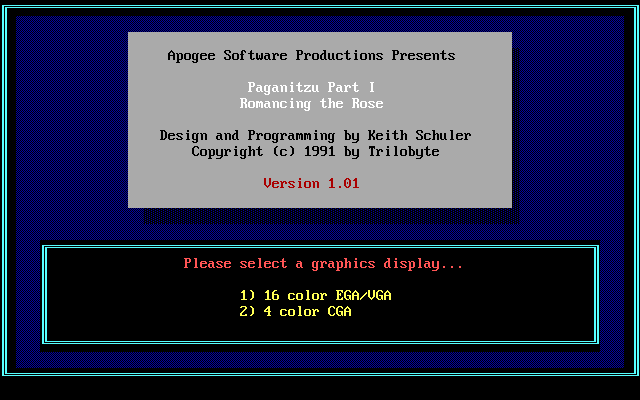 Apogee Software Productions Presents
Paganitzu Part I
Romancing the Rose
Design and Programming by Keith Schuler
Copyright (c) 1991 by Trilobyte
Version 1.01
Please select a graphics display...
1) 16 color EGA/VGA
2) 4 color CGA